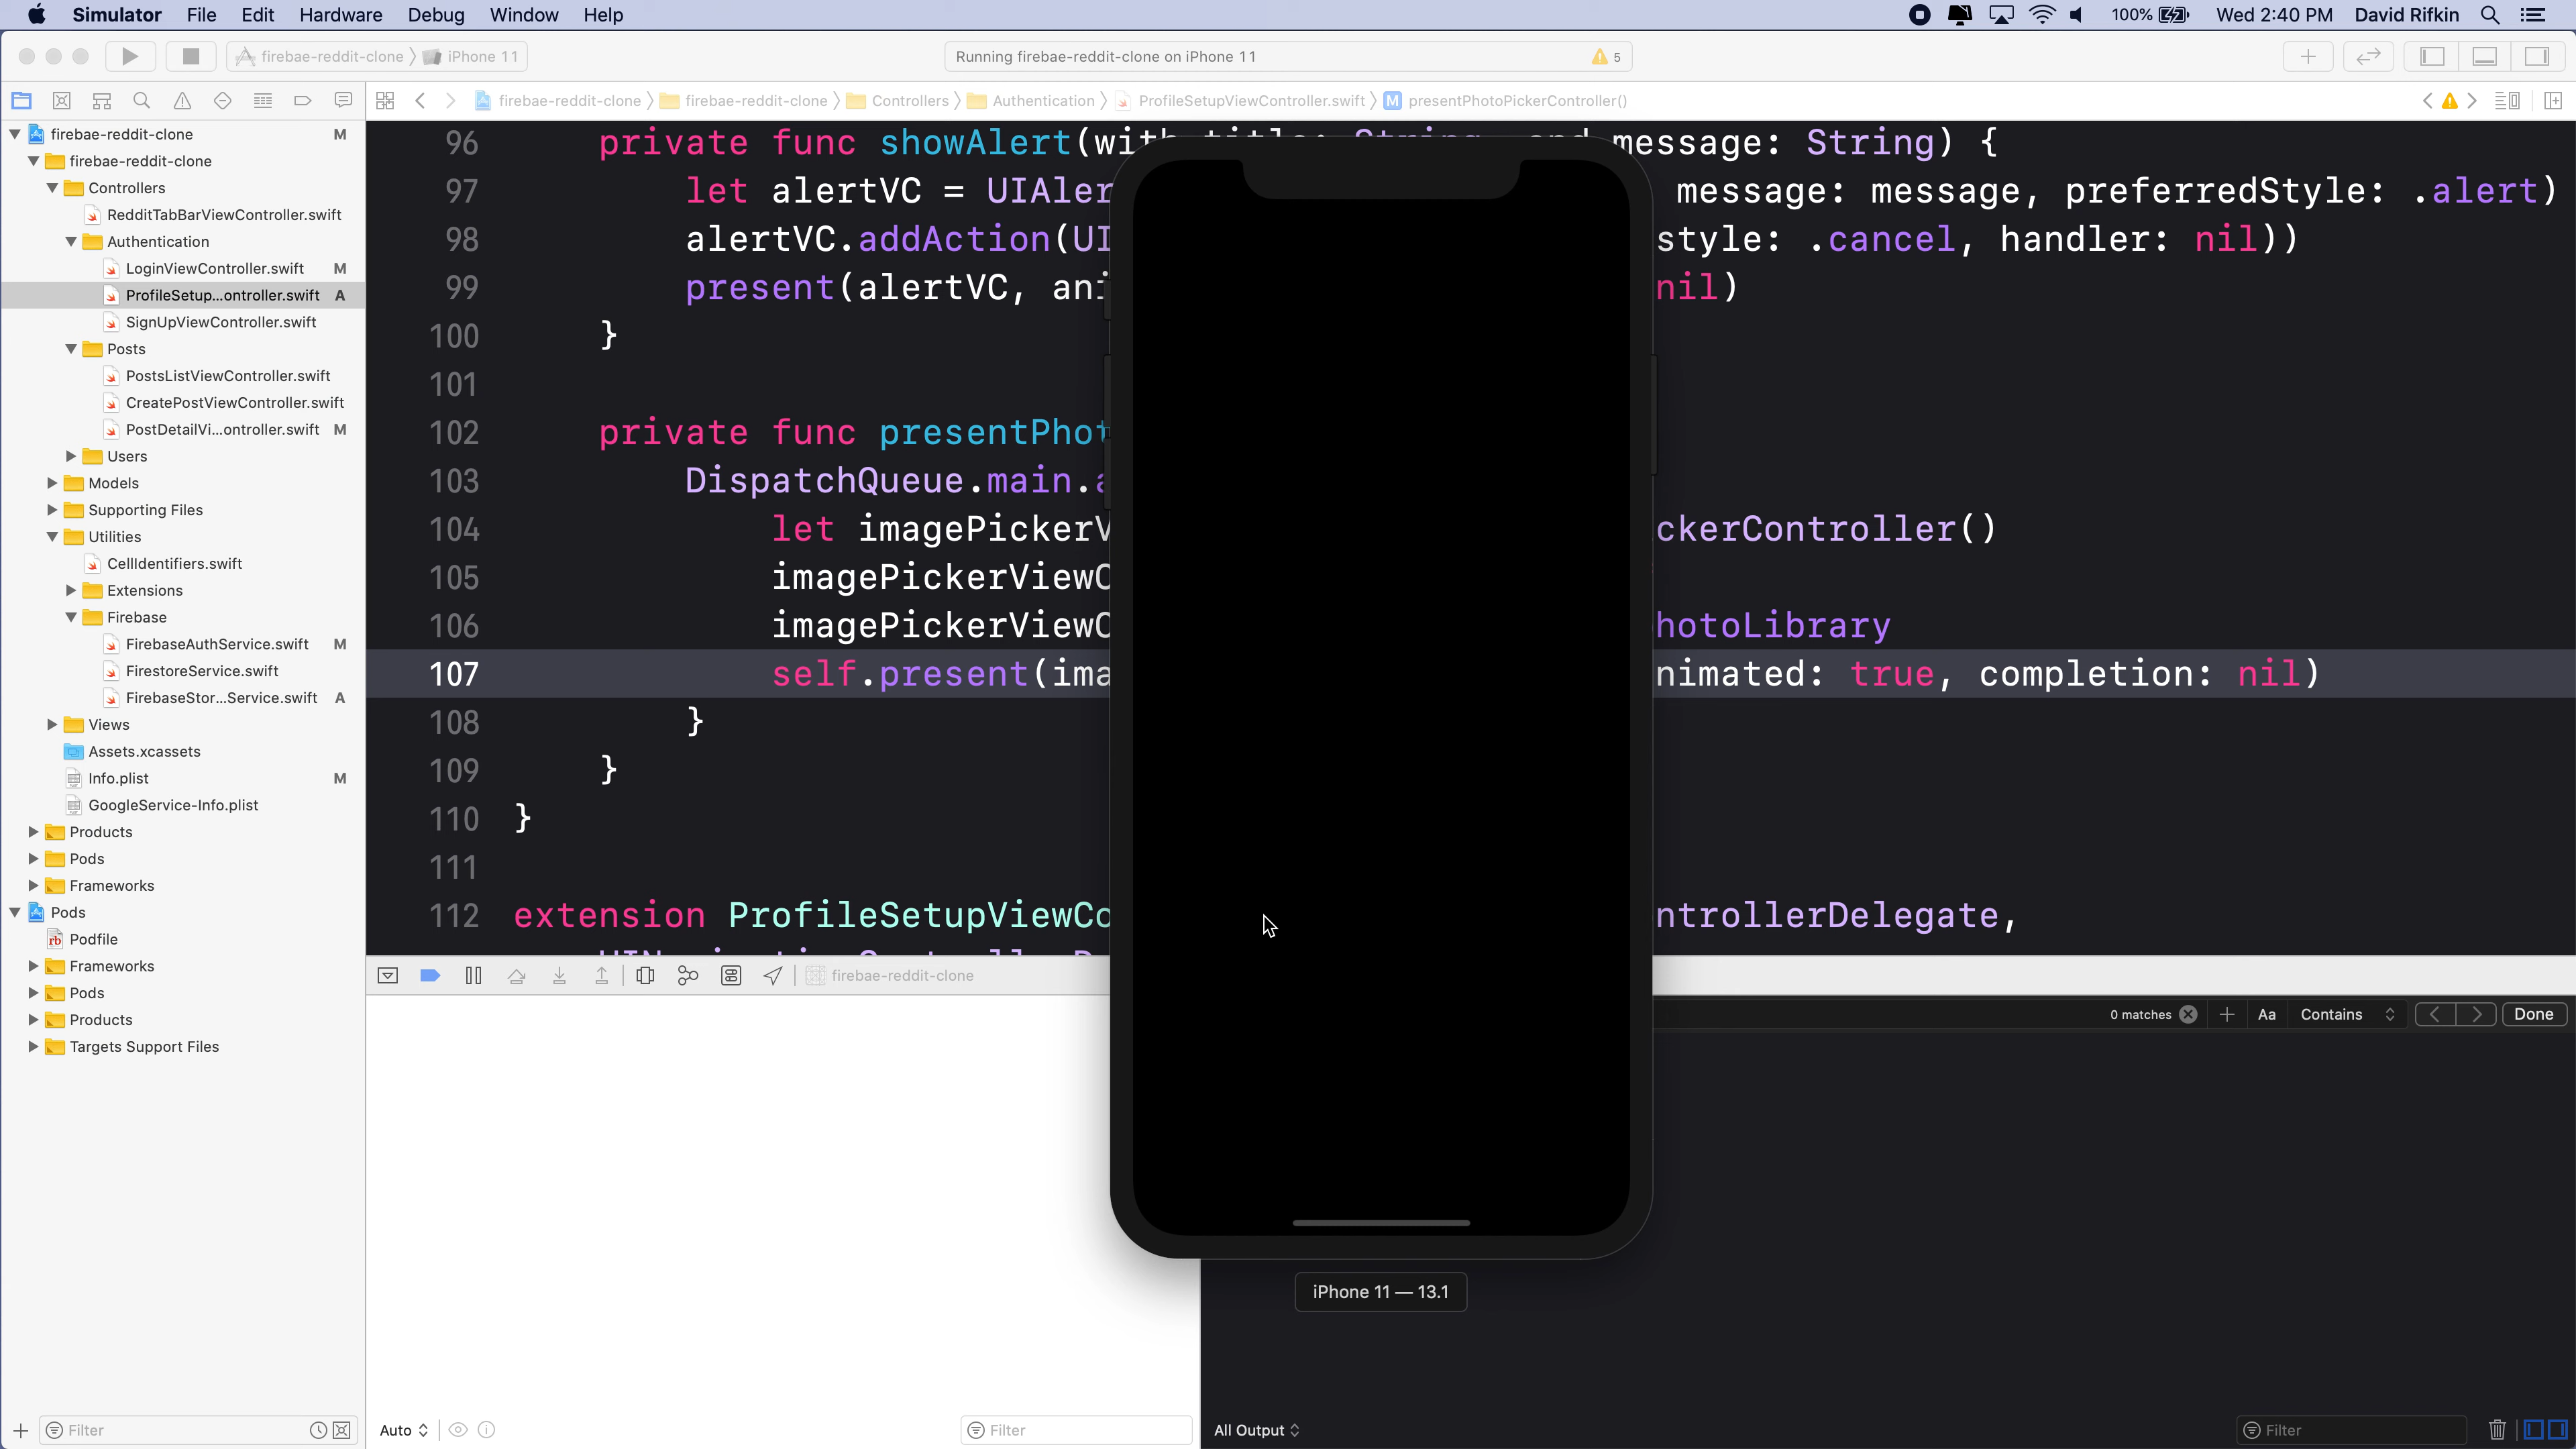 Simulator File Edit Hardware Debug Window Help 100% Wed 2:40 PM David Rifkin
firebae-reddit-clone iPhone 11 Running firebae-reddit-clone on iPhone 11 5
firebae-reddit-clone firebae-reddit-clone Controllers Authentication ProfileSetupViewController.swift M presentPhotoPickerController()
firebae-reddit-clone M
firebae-reddit-clone
Controllers
RedditTabBarViewController.swift
Authentication
LoginViewController.swift M
ProfileSetup...ontroller.swift A
SignUpViewController.swift
Posts
PostsListViewController.swift
CreatePostViewController.swift
PostDetailVi...ontroller.swift M
Users
Models
Supporting Files
Utilities
CellIdentifiers.swift
Extensions
Firebase
FirebaseAuthService.swift M
FirestoreService.swift
FirebaseStor...Service.swift A
Views
Assets.xcassets
Info.plist M
GoogleService-Info.plist
Products
Pods
Frameworks
Pods
rb Podfile
Frameworks
Pods
Products
Targets Support Files
Filter
96 private func showAlert(with title: String, and message: String) {
97 let alertVC = UIAler message: message, preferredStyle: .alert)
98 alertVC.addAction(UI style: .cancel, handler: nil))
99 present(alertVC, ani nil)
100 }
101
102 private func presentPhot
103 DispatchQueue.main.a
104 let imagePickerV ckerController()
105 imagePickerViewC
106 imagePickerViewC hotoLibrary
107 self.present(ima nimated: true, completion: nil)
108 }
109 }
110 }
111
112 extension ProfileSetupViewCo ntrollerDelegate,
firebae-reddit-clone
0 matches Aa Contains Done
iPhone 11 — 13.1
Auto Filter All Output Filter